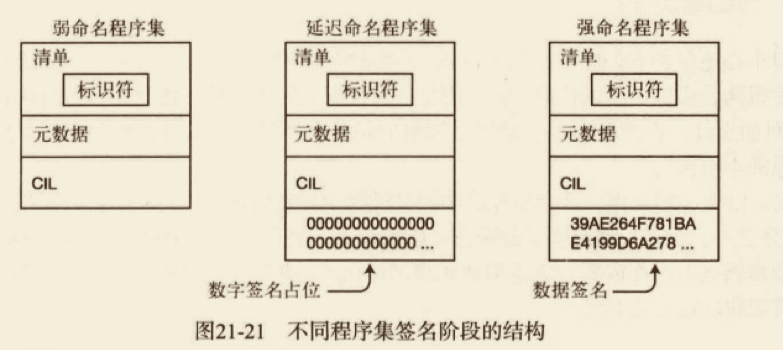 弱命名程序集
清单
标识符
元数据
CIL
延迟命名程序集
清单
标识符
元数据
CIL
00000000000000
000000000000 ...
数字签名占位
强命名程序集
清单
标识符
元数据
CIL
39AE264F781BA
E4199D6A278 ...
数据签名
图21-21 不同程序集签名阶段的结构